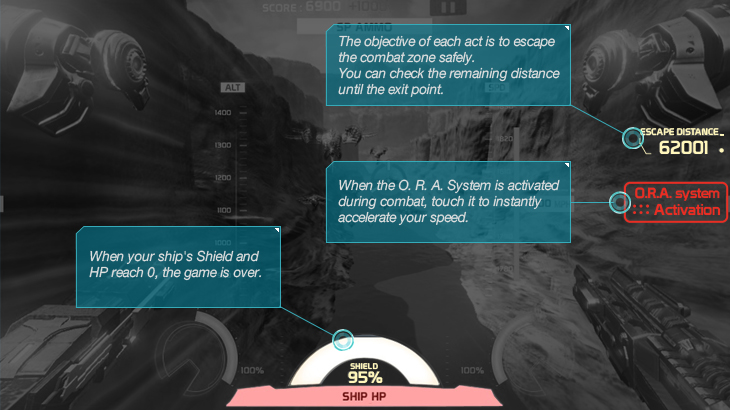 SCORE: 6900 +100
SP AMMO
The objective of each act is to escape
the combat zone safely.
You can check the remaining distance
until the exit point.
ALT
1400
ESCAPE DISTANCE
62001
1300
1200
When the O. R. A. System is activated
during combat, touch it to instantly
accelerate your speed.
O.R.A. system
::: Activation
1000
When your ship's Shield and
HP reach 0, the game is over.
100%
100%
SHIELD
95%
SHIP HP